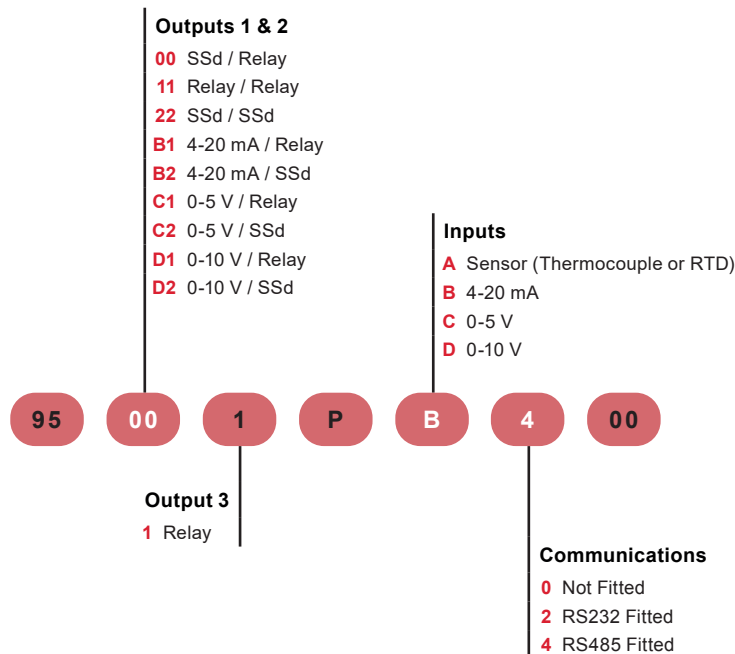 Outputs 1 & 2
00 SSd / Relay
11 Relay / Relay
22 SSd / SSd
B1 4-20 mA / Relay
B2 4-20 mA / SSd
C1 0-5 V / Relay
C2 0-5 V / SSd
D1 0-10 V / Relay
D2 0-10 V / SSd
Inputs
A Sensor (Thermocouple or RTD)
B 4-20 mA
C 0-5 V
D 0-10 V
95 00 1 P B 4 00
Output 3
1 Relay
Communications
0 Not Fitted
2 RS232 Fitted
4 RS485 Fitted